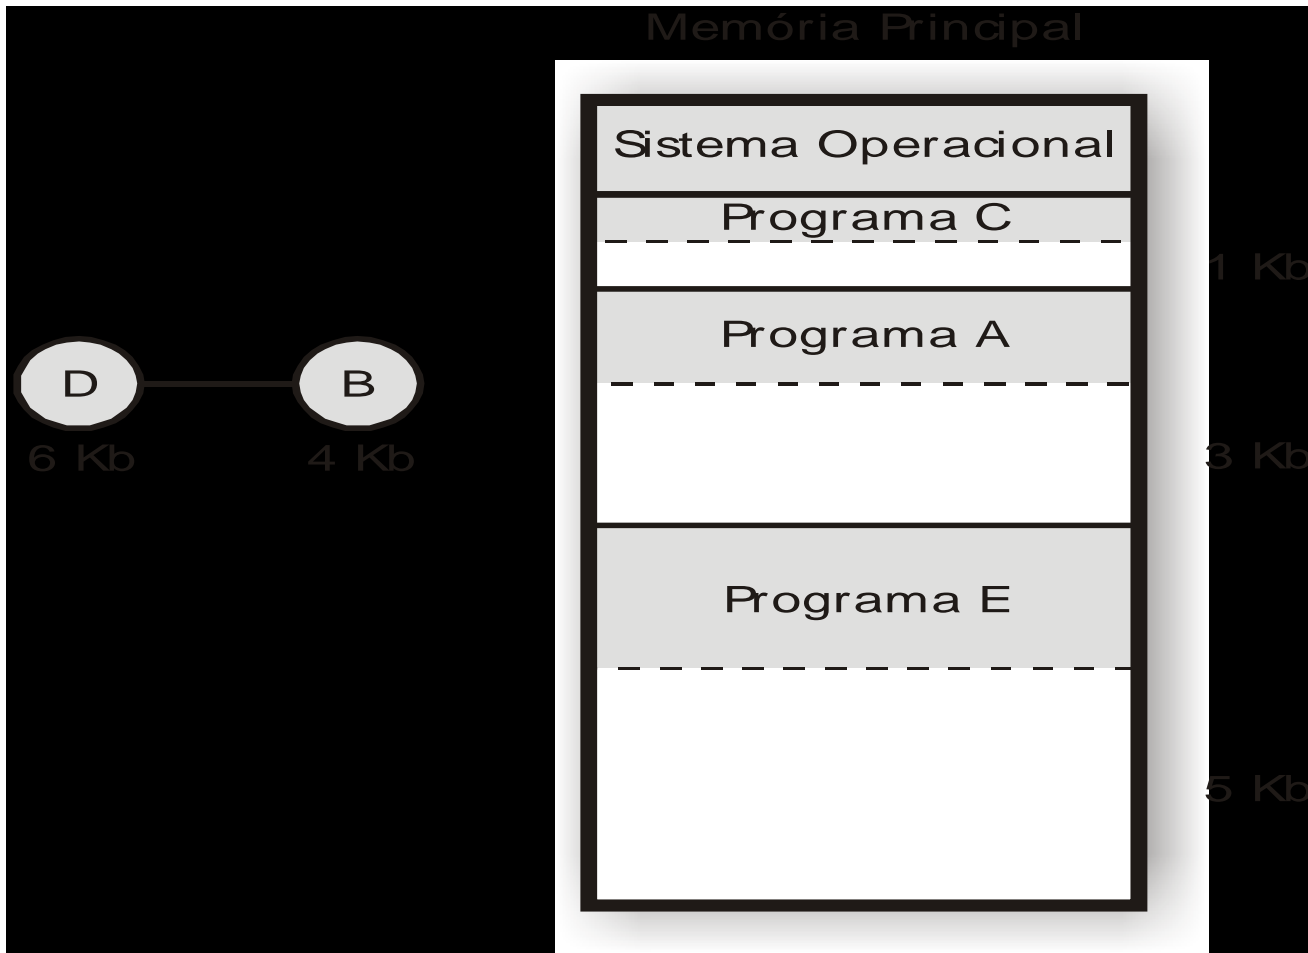 Memória Principal
Sistema Operacional
Programa C
1 Kb
Programa A
D
B
6 Kb
4 Kb
3 Kb
Programa E
5 Kb